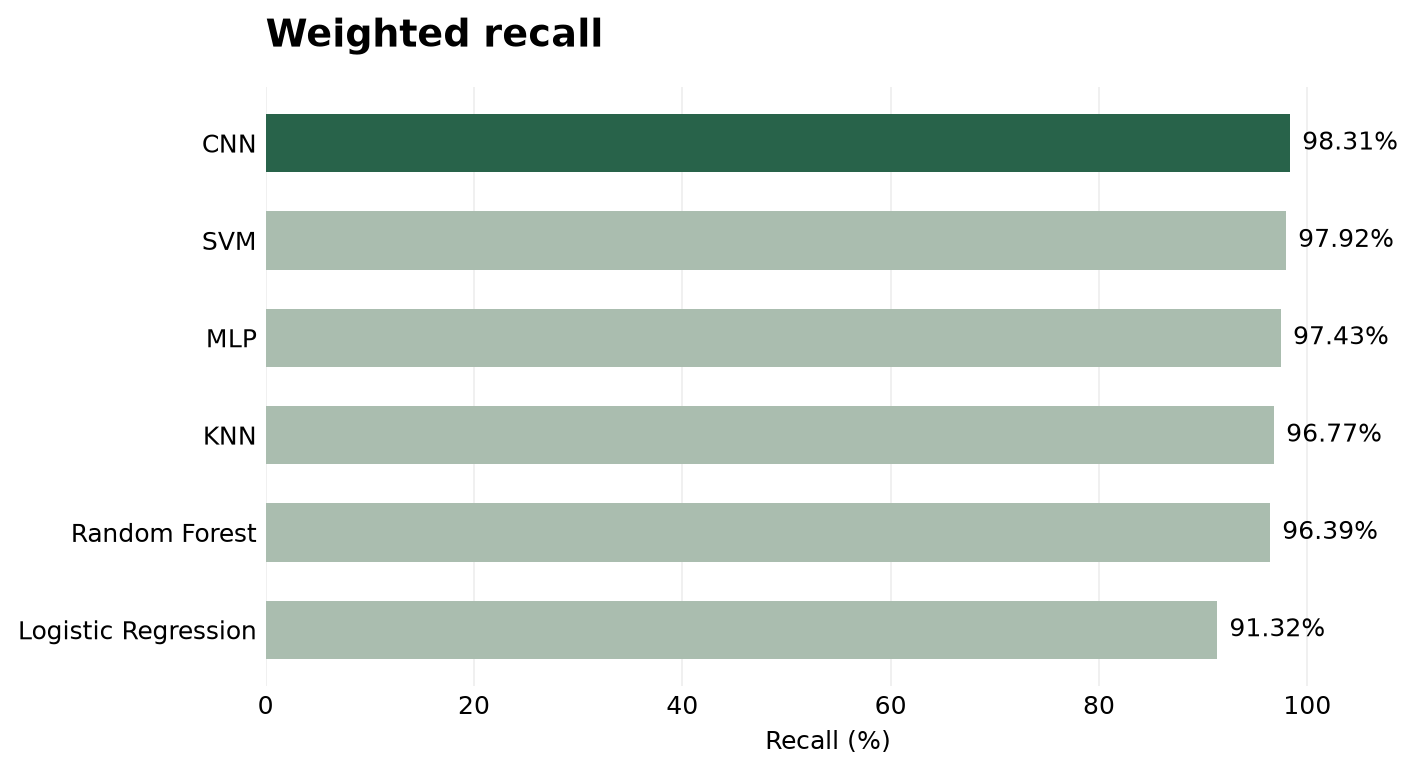 Weighted recall
CNN 98.31%
SVM 97.92%
MLP 97.43%
KNN 96.77%
Random Forest 96.39%
Logistic Regression 91.32%
0 20 40 60 80 100
Recall (%)